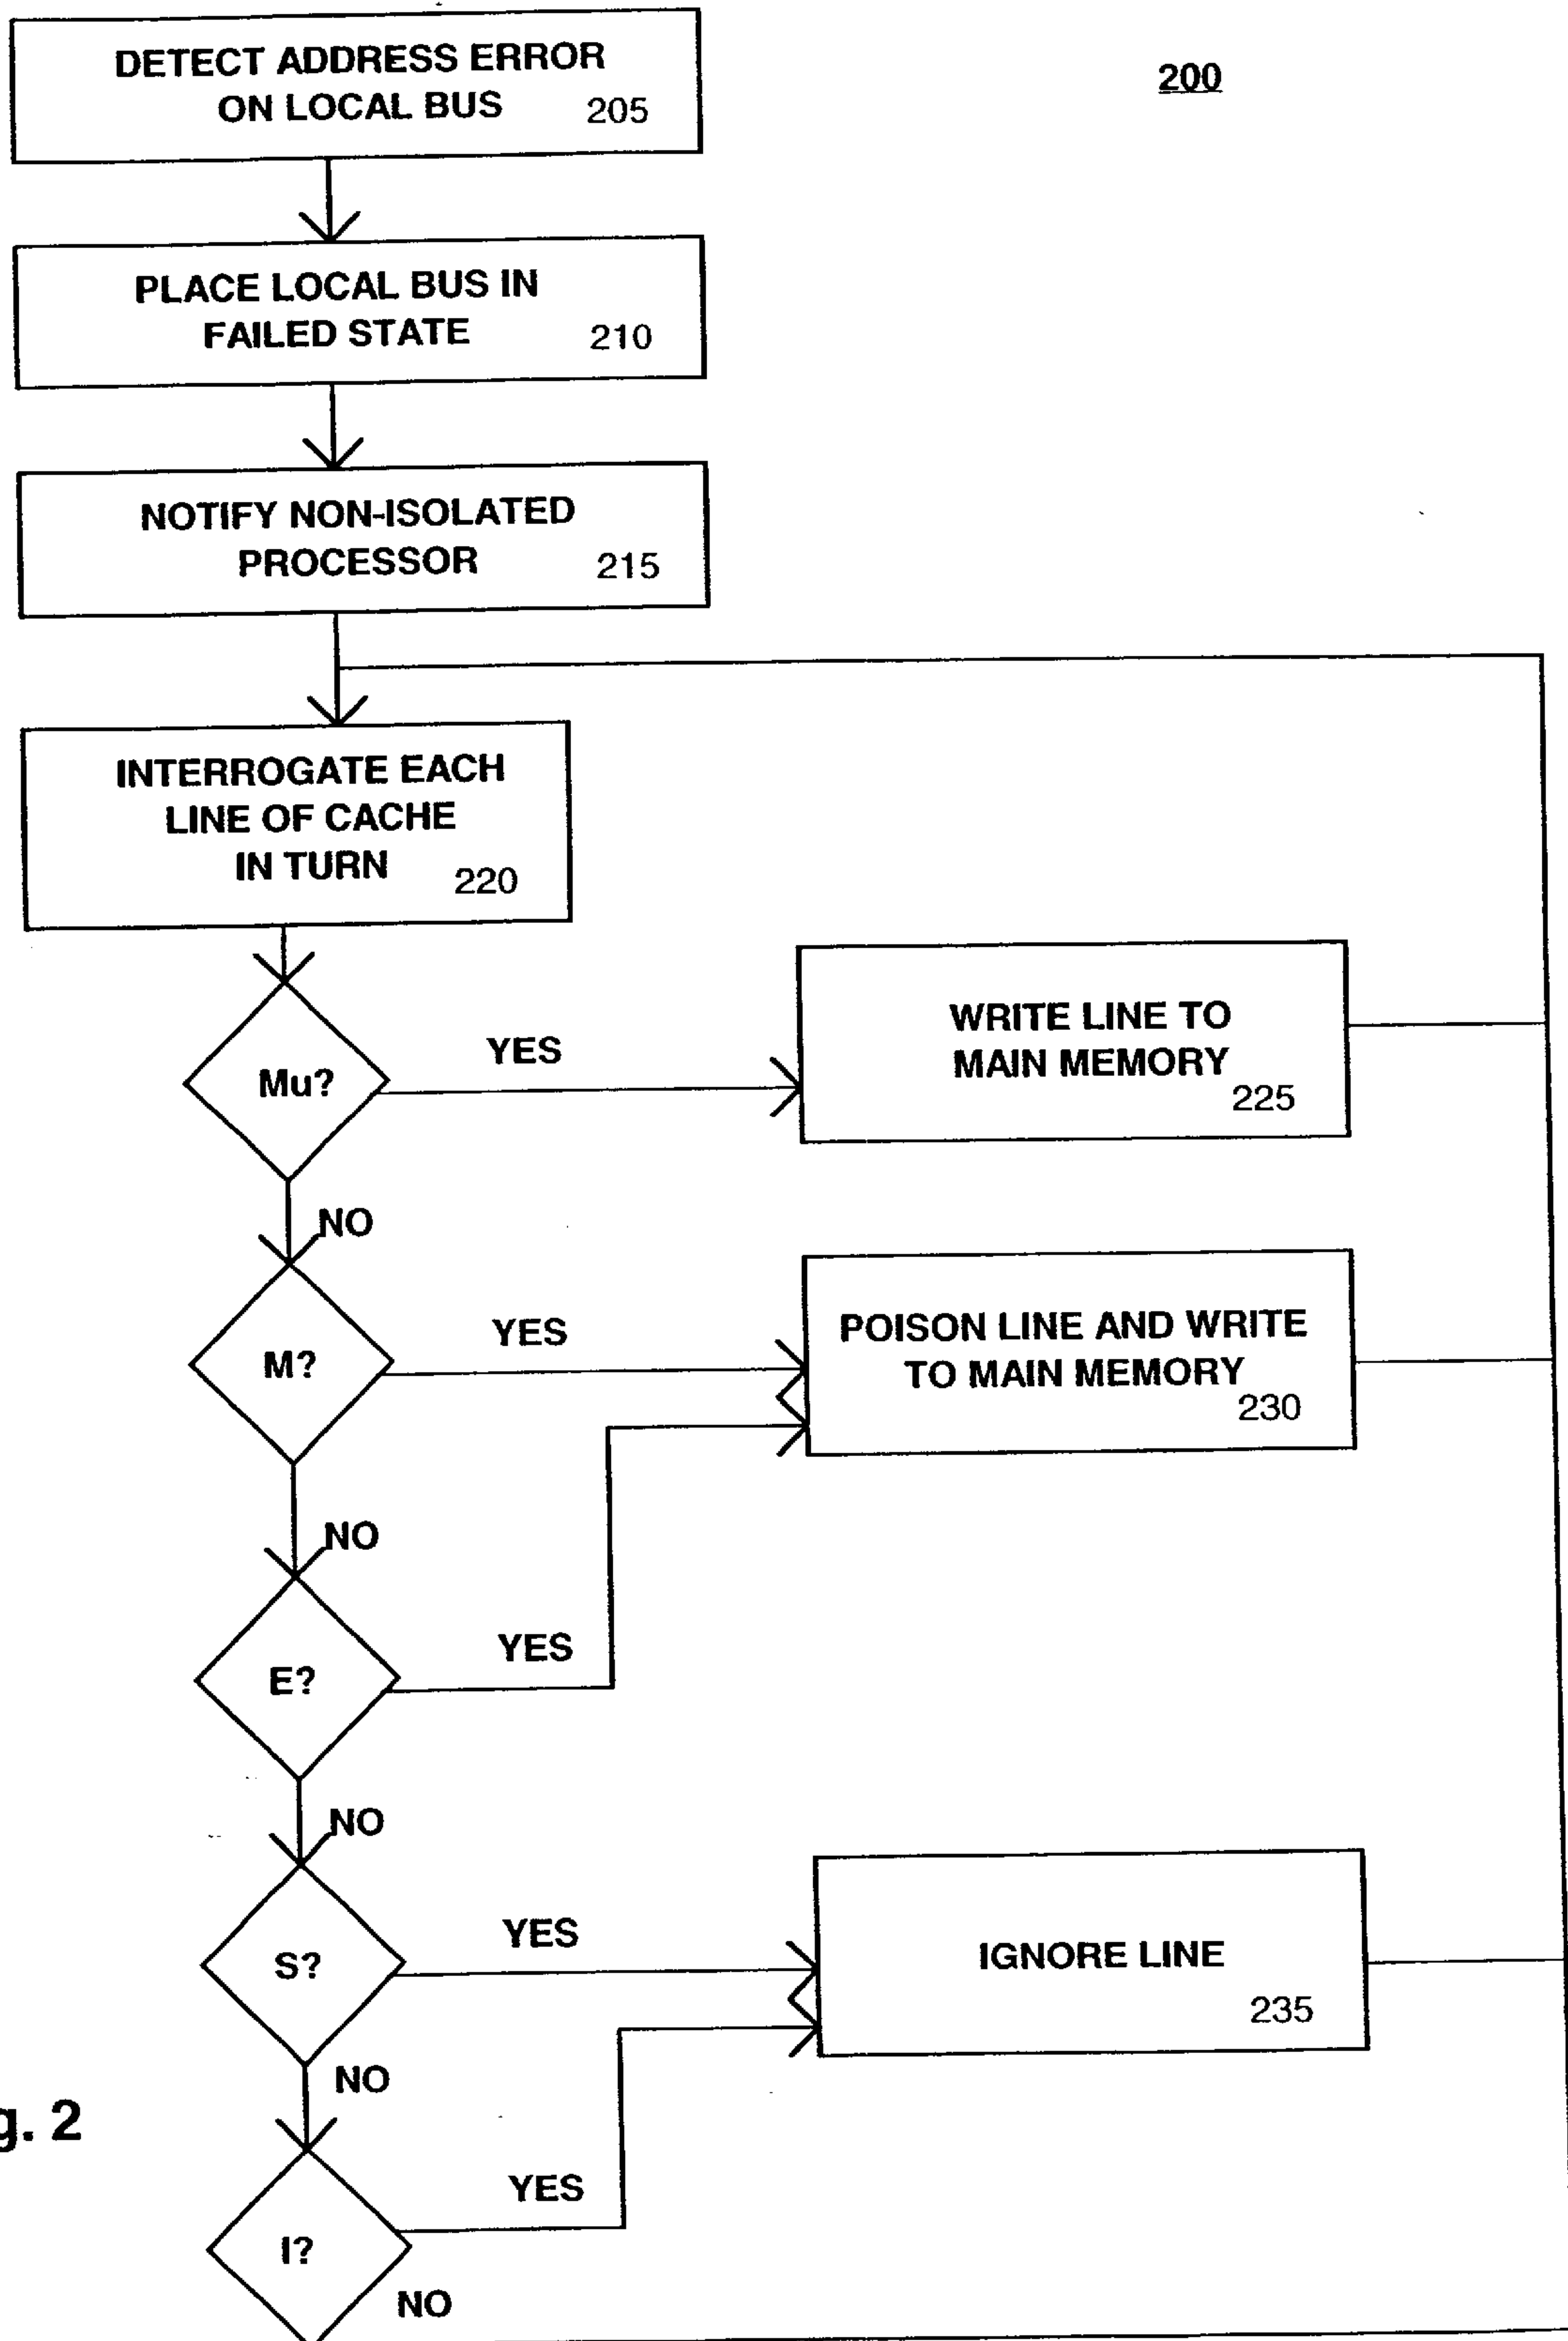 DETECT ADDRESS ERROR
ON LOCAL BUS 205
200
PLACE LOCAL BUS IN
FAILED STATE 210
NOTIFY NON-ISOLATED
PROCESSOR 215
INTERROGATE EACH
LINE OF CACHE
IN TURN 220
Mu?
YES
WRITE LINE TO
MAIN MEMORY
225
NO
M?
YES
POISON LINE AND WRITE
TO MAIN MEMORY
230
NO
E?
YES
NO
S?
YES
IGNORE LINE
235
NO
g. 2
I?
YES
NO